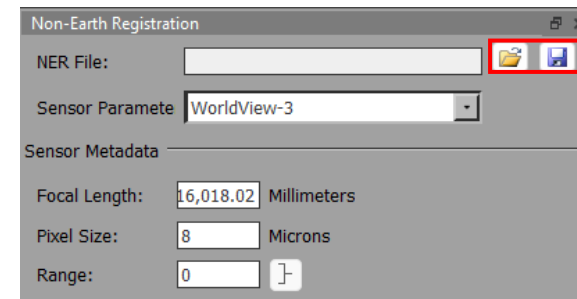 Non-Earth Registration
NER File:
Sensor Paramete WorldView-3
Sensor Metadata
Focal Length: 16,018.02 Millimeters
Pixel Size: 8 Microns
Range: 0